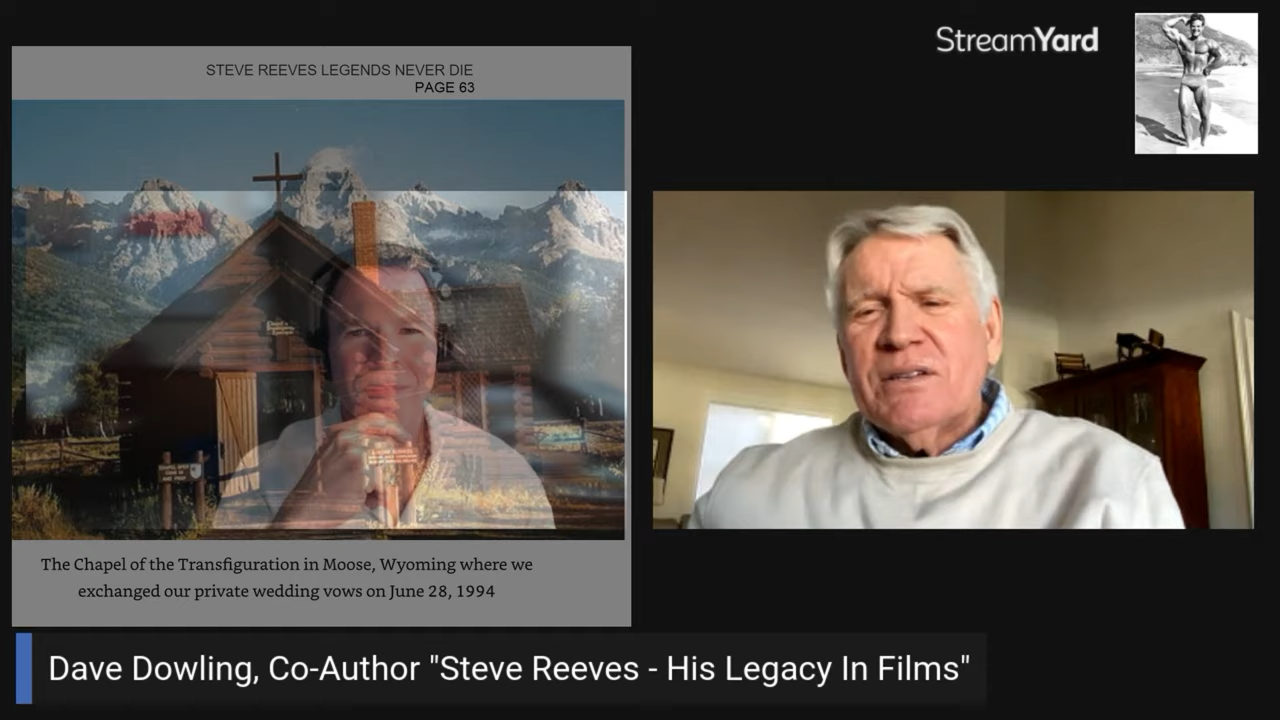 StreamYard
STEVE REEVES LEGENDS NEVER DIE
PAGE 63
The Chapel of the Transfiguration in Moose, Wyoming where we
exchanged our private wedding vows on June 28, 1994
Dave Dowling, Co-Author "Steve Reeves - His Legacy In Films"